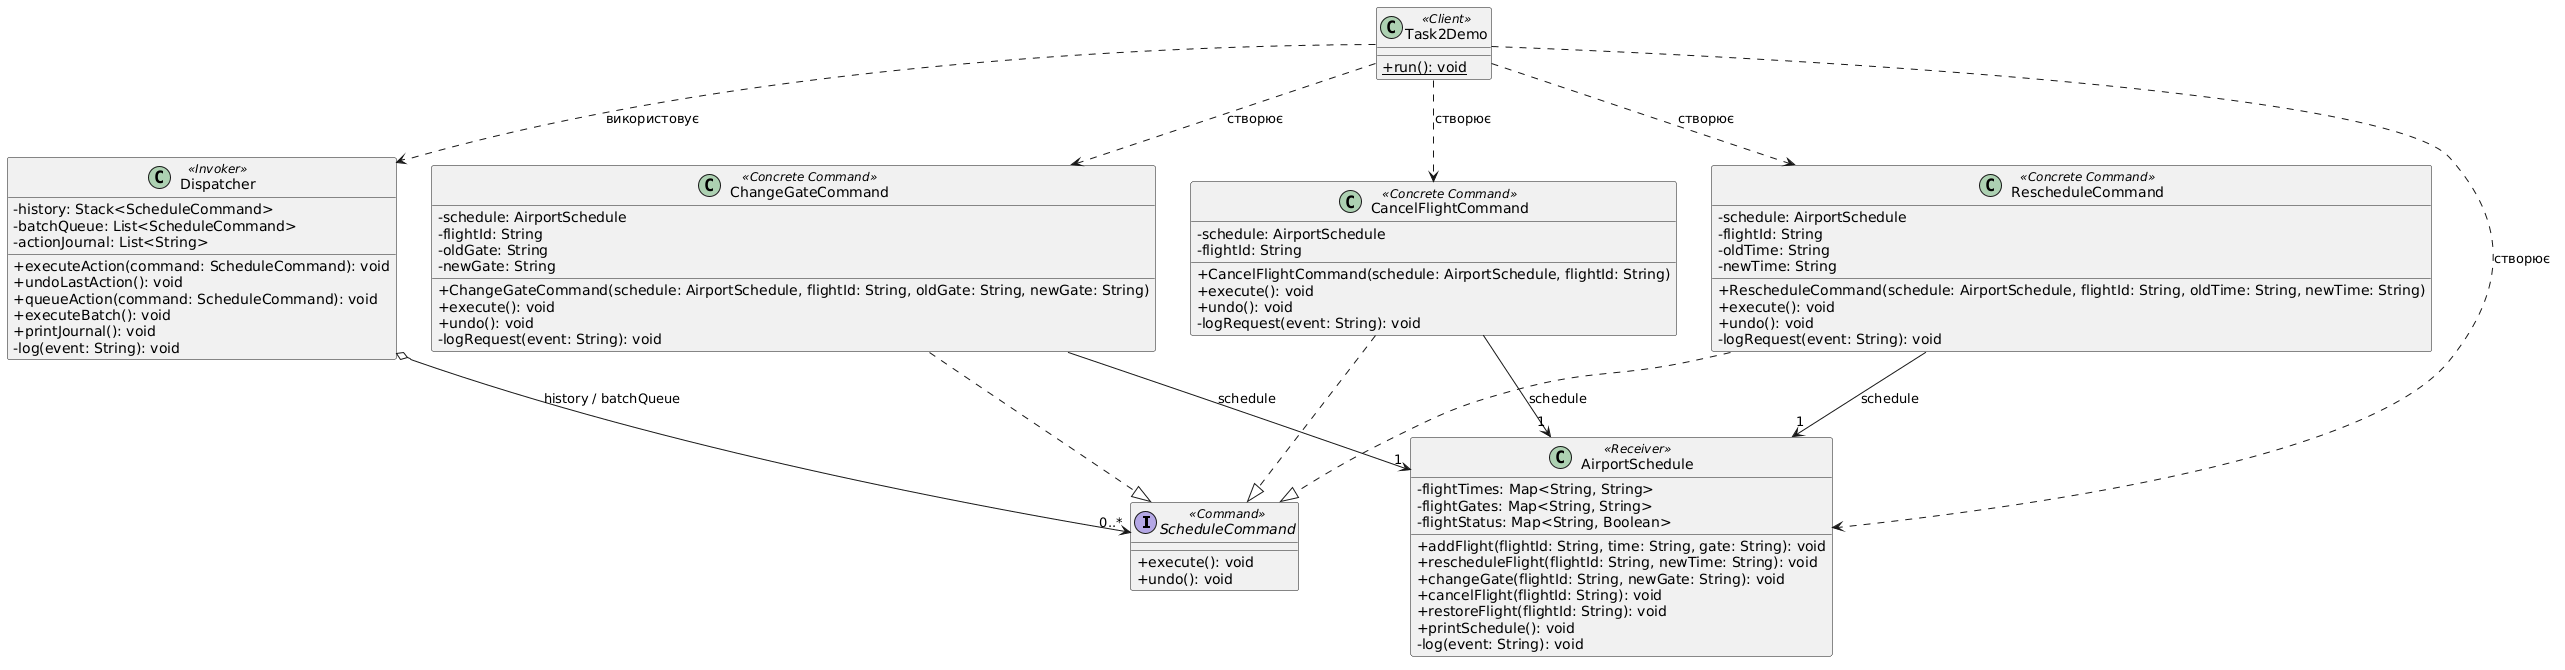 «Client»
Task2Demo
+run(): void
використовує
створює
створює
створює
створює
«Invoker»
Dispatcher
-history: Stack<ScheduleCommand>
-batchQueue: List<ScheduleCommand>
-actionJournal: List<String>
+executeAction(command: ScheduleCommand): void
+undoLastAction(): void
+queueAction(command: ScheduleCommand): void
+executeBatch(): void
+printJournal(): void
-log(event: String): void
«Concrete Command»
ChangeGateCommand
-schedule: AirportSchedule
-flightId: String
-oldGate: String
-newGate: String
+ChangeGateCommand(schedule: AirportSchedule, flightId: String, oldGate: String, newGate: String)
+execute(): void
+undo(): void
-logRequest(event: String): void
«Concrete Command»
CancelFlightCommand
-schedule: AirportSchedule
-flightId: String
+CancelFlightCommand(schedule: AirportSchedule, flightId: String)
+execute(): void
+undo(): void
-logRequest(event: String): void
«Concrete Command»
RescheduleCommand
-schedule: AirportSchedule
-flightId: String
-oldTime: String
-newTime: String
+RescheduleCommand(schedule: AirportSchedule, flightId: String, oldTime: String, newTime: String)
+execute(): void
+undo(): void
-logRequest(event: String): void
history / batchQueue
0..*
schedule
1
schedule
1
schedule
1
«Command»
ScheduleCommand
+execute(): void
+undo(): void
«Receiver»
AirportSchedule
-flightTimes: Map<String, String>
-flightGates: Map<String, String>
-flightStatus: Map<String, Boolean>
+addFlight(flightId: String, time: String, gate: String): void
+rescheduleFlight(flightId: String, newTime: String): void
+changeGate(flightId: String, newGate: String): void
+cancelFlight(flightId: String): void
+restoreFlight(flightId: String): void
+printSchedule(): void
-log(event: String): void